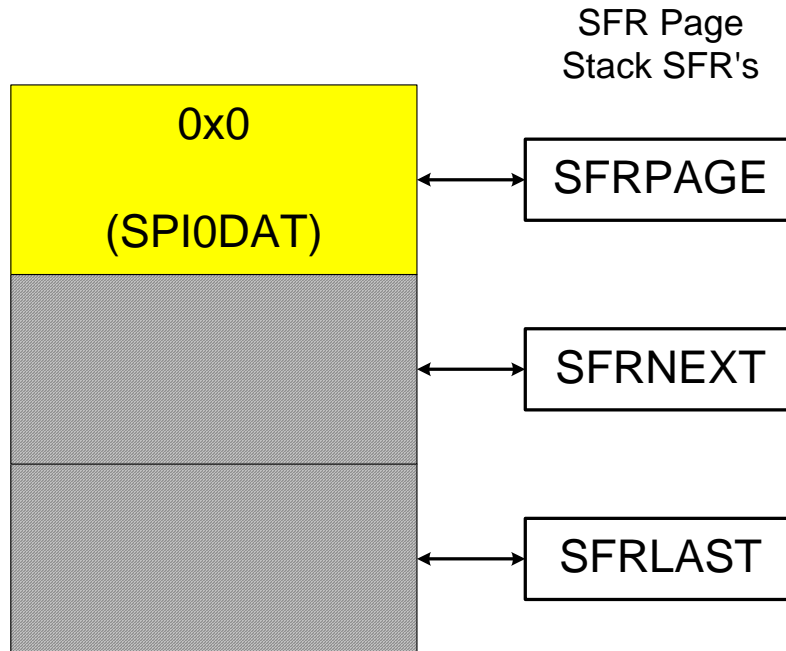 SFR Page
Stack SFR's
0x0
(SPI0DAT)
SFRPAGE
SFRNEXT
SFRLAST